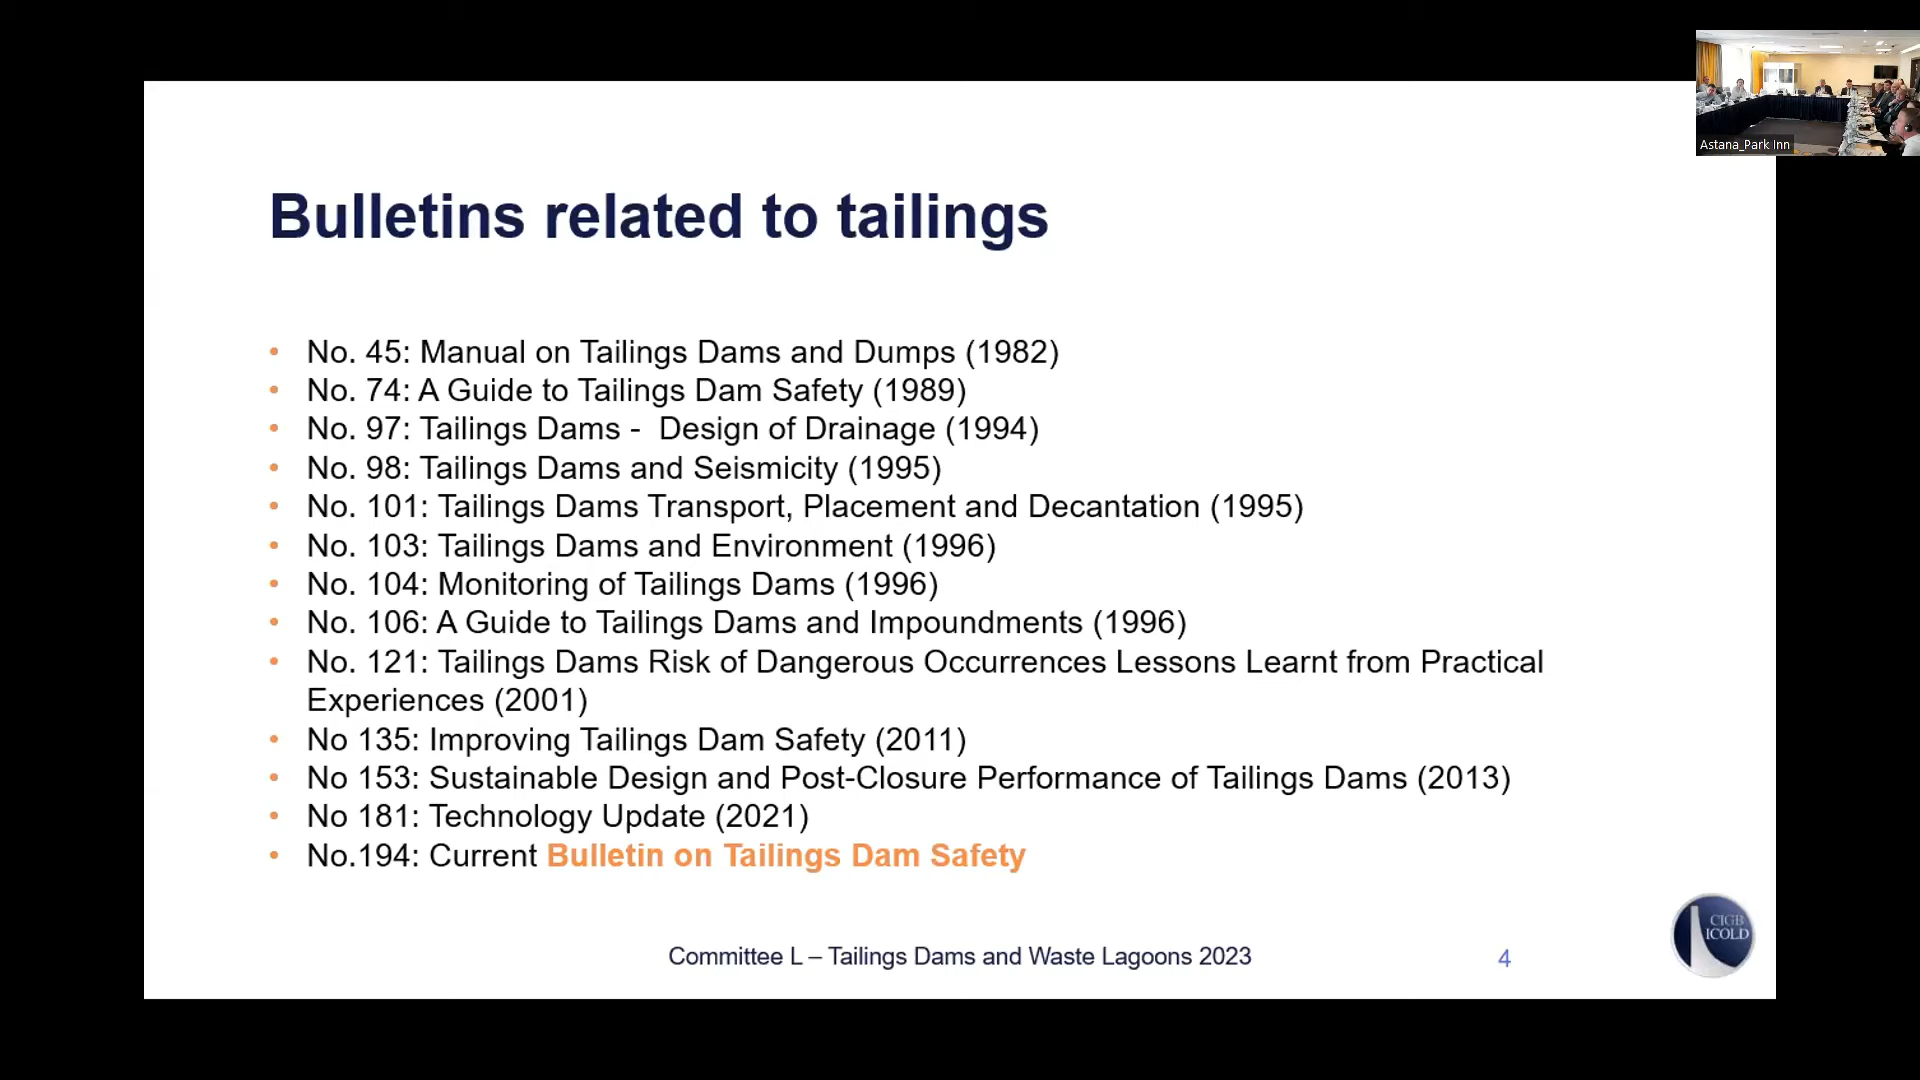 Astana_Park Inn
Bulletins related to tailings
• No. 45: Manual on Tailings Dams and Dumps (1982)
• No. 74: A Guide to Tailings Dam Safety (1989)
• No. 97: Tailings Dams -  Design of Drainage (1994)
• No. 98: Tailings Dams and Seismicity (1995)
• No. 101: Tailings Dams Transport, Placement and Decantation (1995)
• No. 103: Tailings Dams and Environment (1996)
• No. 104: Monitoring of Tailings Dams (1996)
• No. 106: A Guide to Tailings Dams and Impoundments (1996)
• No. 121: Tailings Dams Risk of Dangerous Occurrences Lessons Learnt from Practical
Experiences (2001)
• No 135: Improving Tailings Dam Safety (2011)
• No 153: Sustainable Design and Post-Closure Performance of Tailings Dams (2013)
• No 181: Technology Update (2021)
• No.194: Current Bulletin on Tailings Dam Safety
Committee L – Tailings Dams and Waste Lagoons 2023
4
CIGB
ICOLD